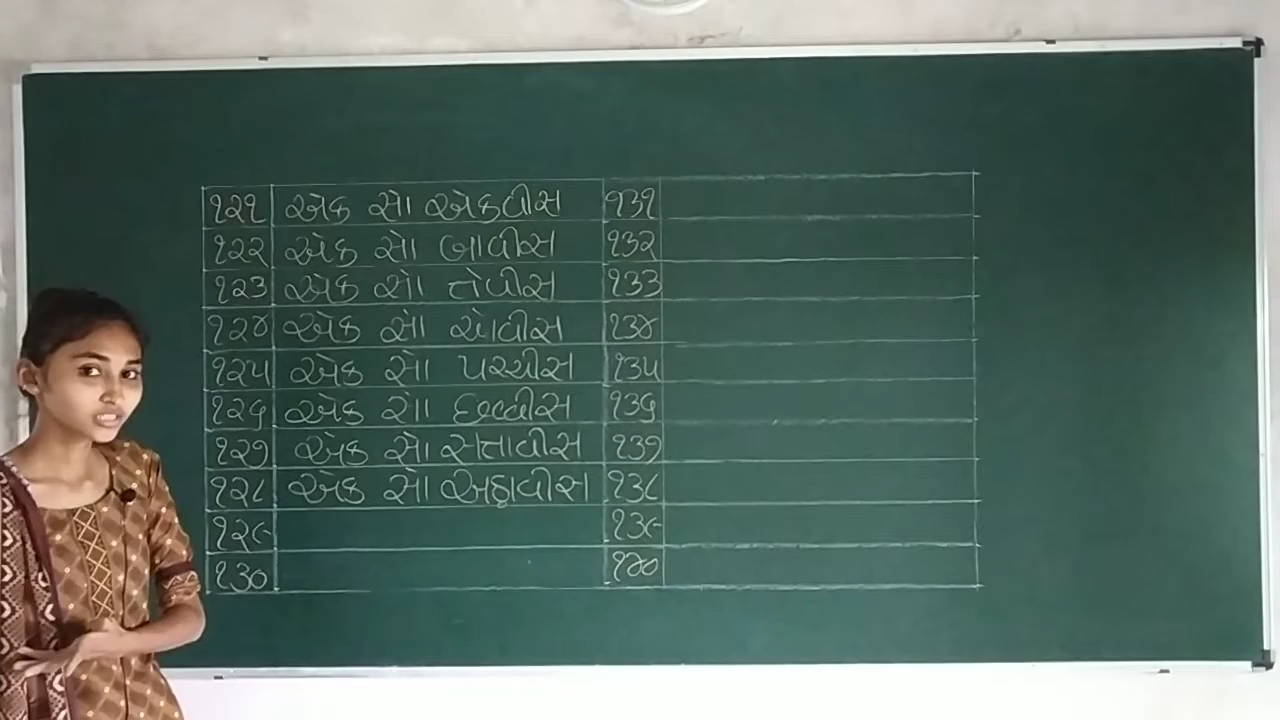 ૧૨૧ એક સો એકવીસ ૧૩૧
૧૨૨ એક સો બાવીસ ૧૩૨
૧૨૩ એક સો તેવીસ ૧૩૩
૧૨૪ એક સો ચોવીસ ૧૩૪
૧૨૫ એક સો પચ્ચીસ ૧૩૫
૧૨૬ એક સો છવ્વીસ ૧૩૬
૧૨૭ એક સો સતાવીસ ૧૩૭
૧૨૮ એક સો અઠ્ઠાવીસ ૧૩૮
૧૨૯ ૧૩૯
૧૩૦ ૧૪૦